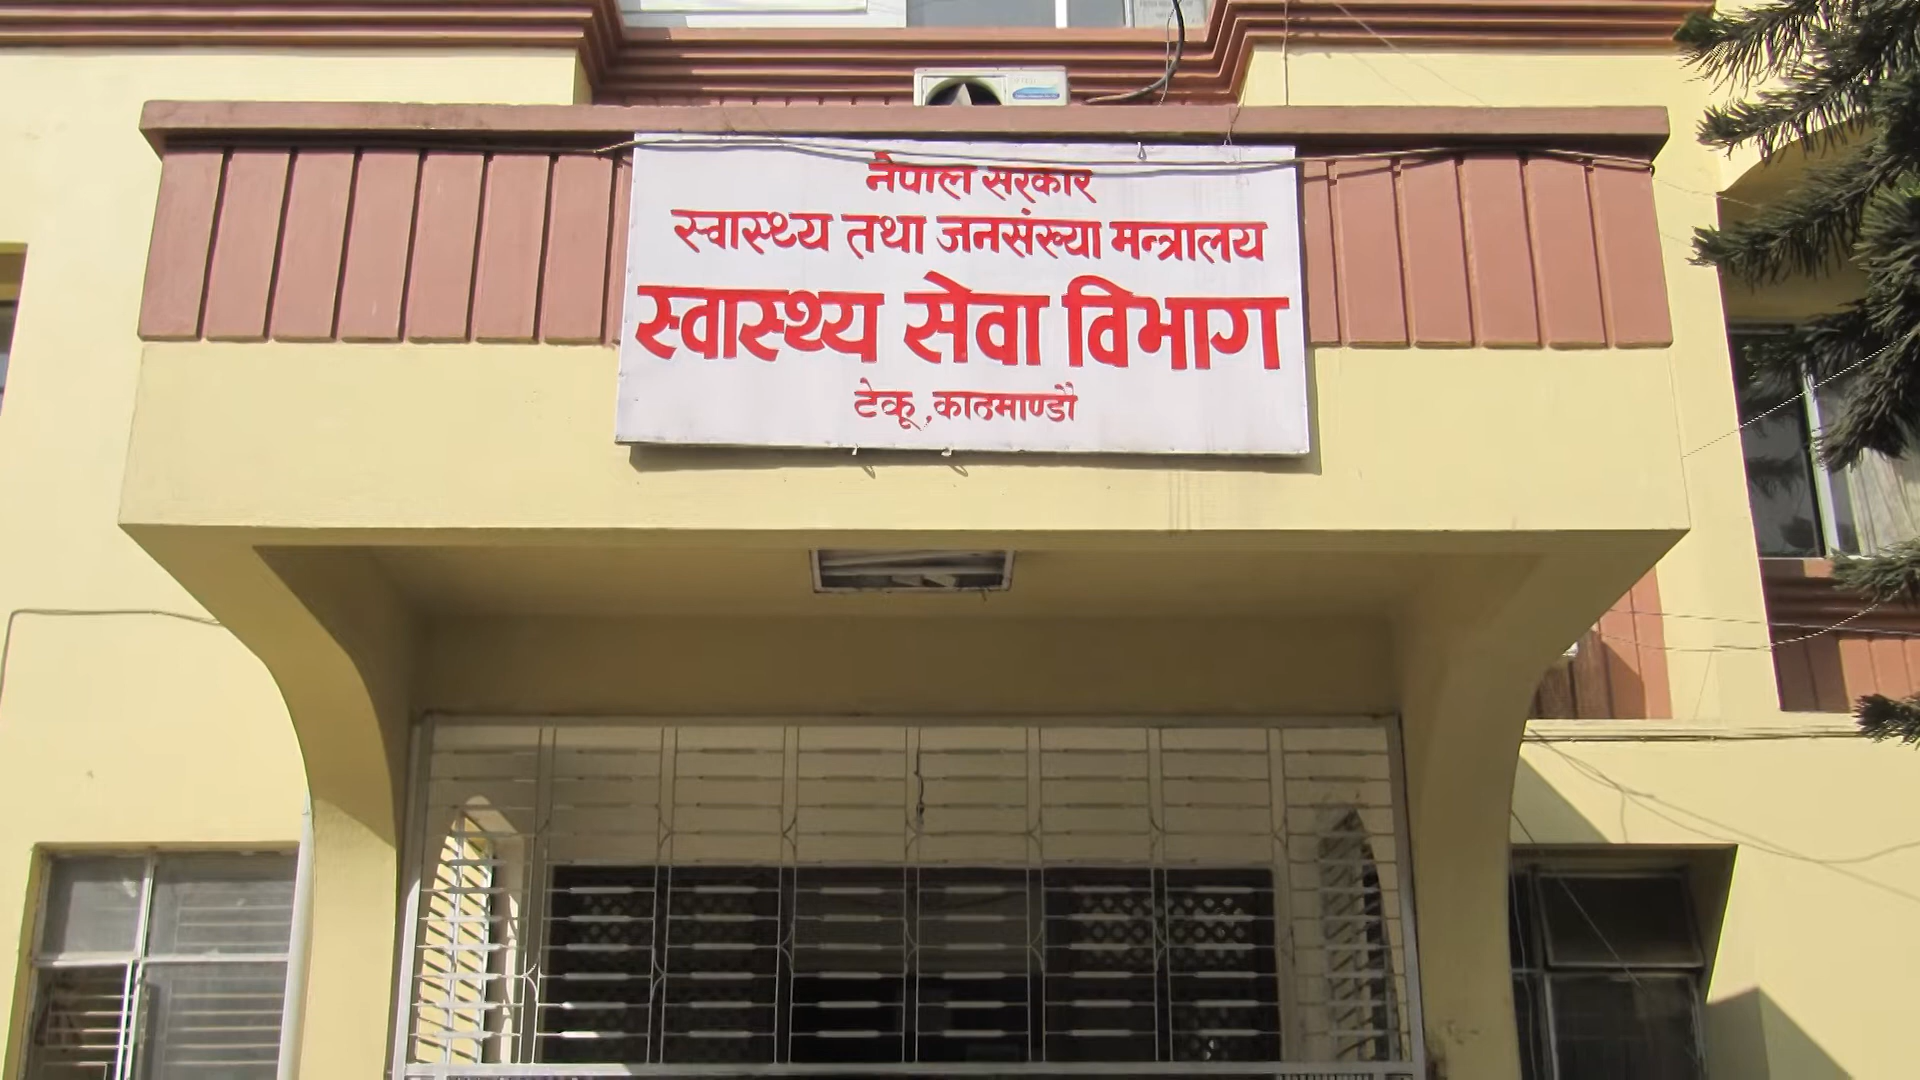 नेपाल सरकार
स्वास्थ्य तथा जनसंख्या मन्त्रालय
स्वास्थ्य सेवा विभाग
टेकू ,काठमाण्डौ